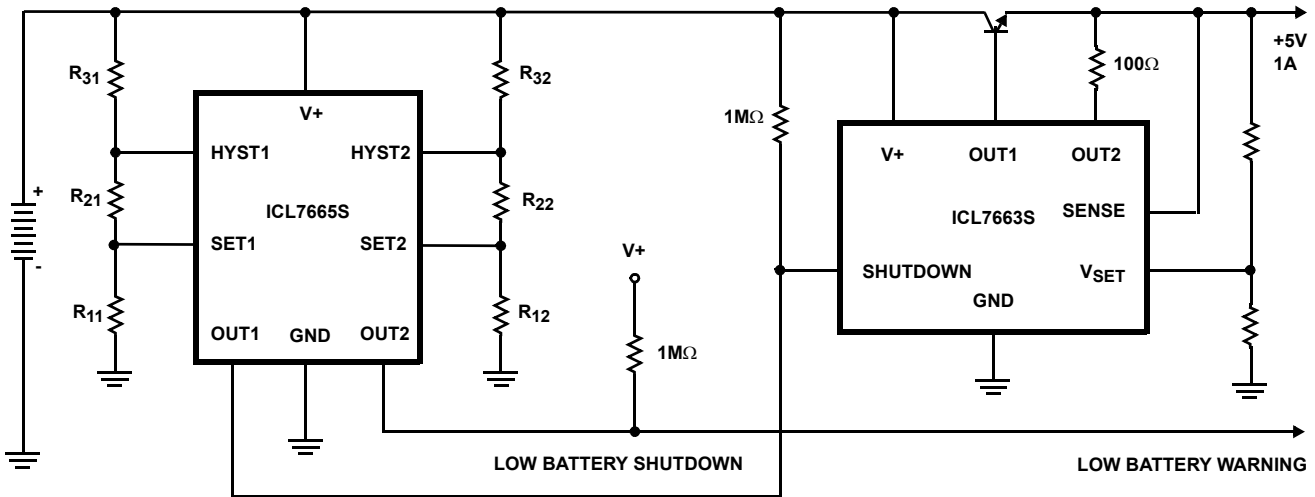 R31
R32
V+
HYST1
HYST2
R21
R22
ICL7665S
SET1
SET2
R11
R12
OUT1
GND
OUT2
+
-
V+
1MΩ
1MΩ
100Ω
+5V
1A
V+
OUT1
OUT2
ICL7663S
SENSE
SHUTDOWN
VSET
GND
LOW BATTERY SHUTDOWN
LOW BATTERY WARNING